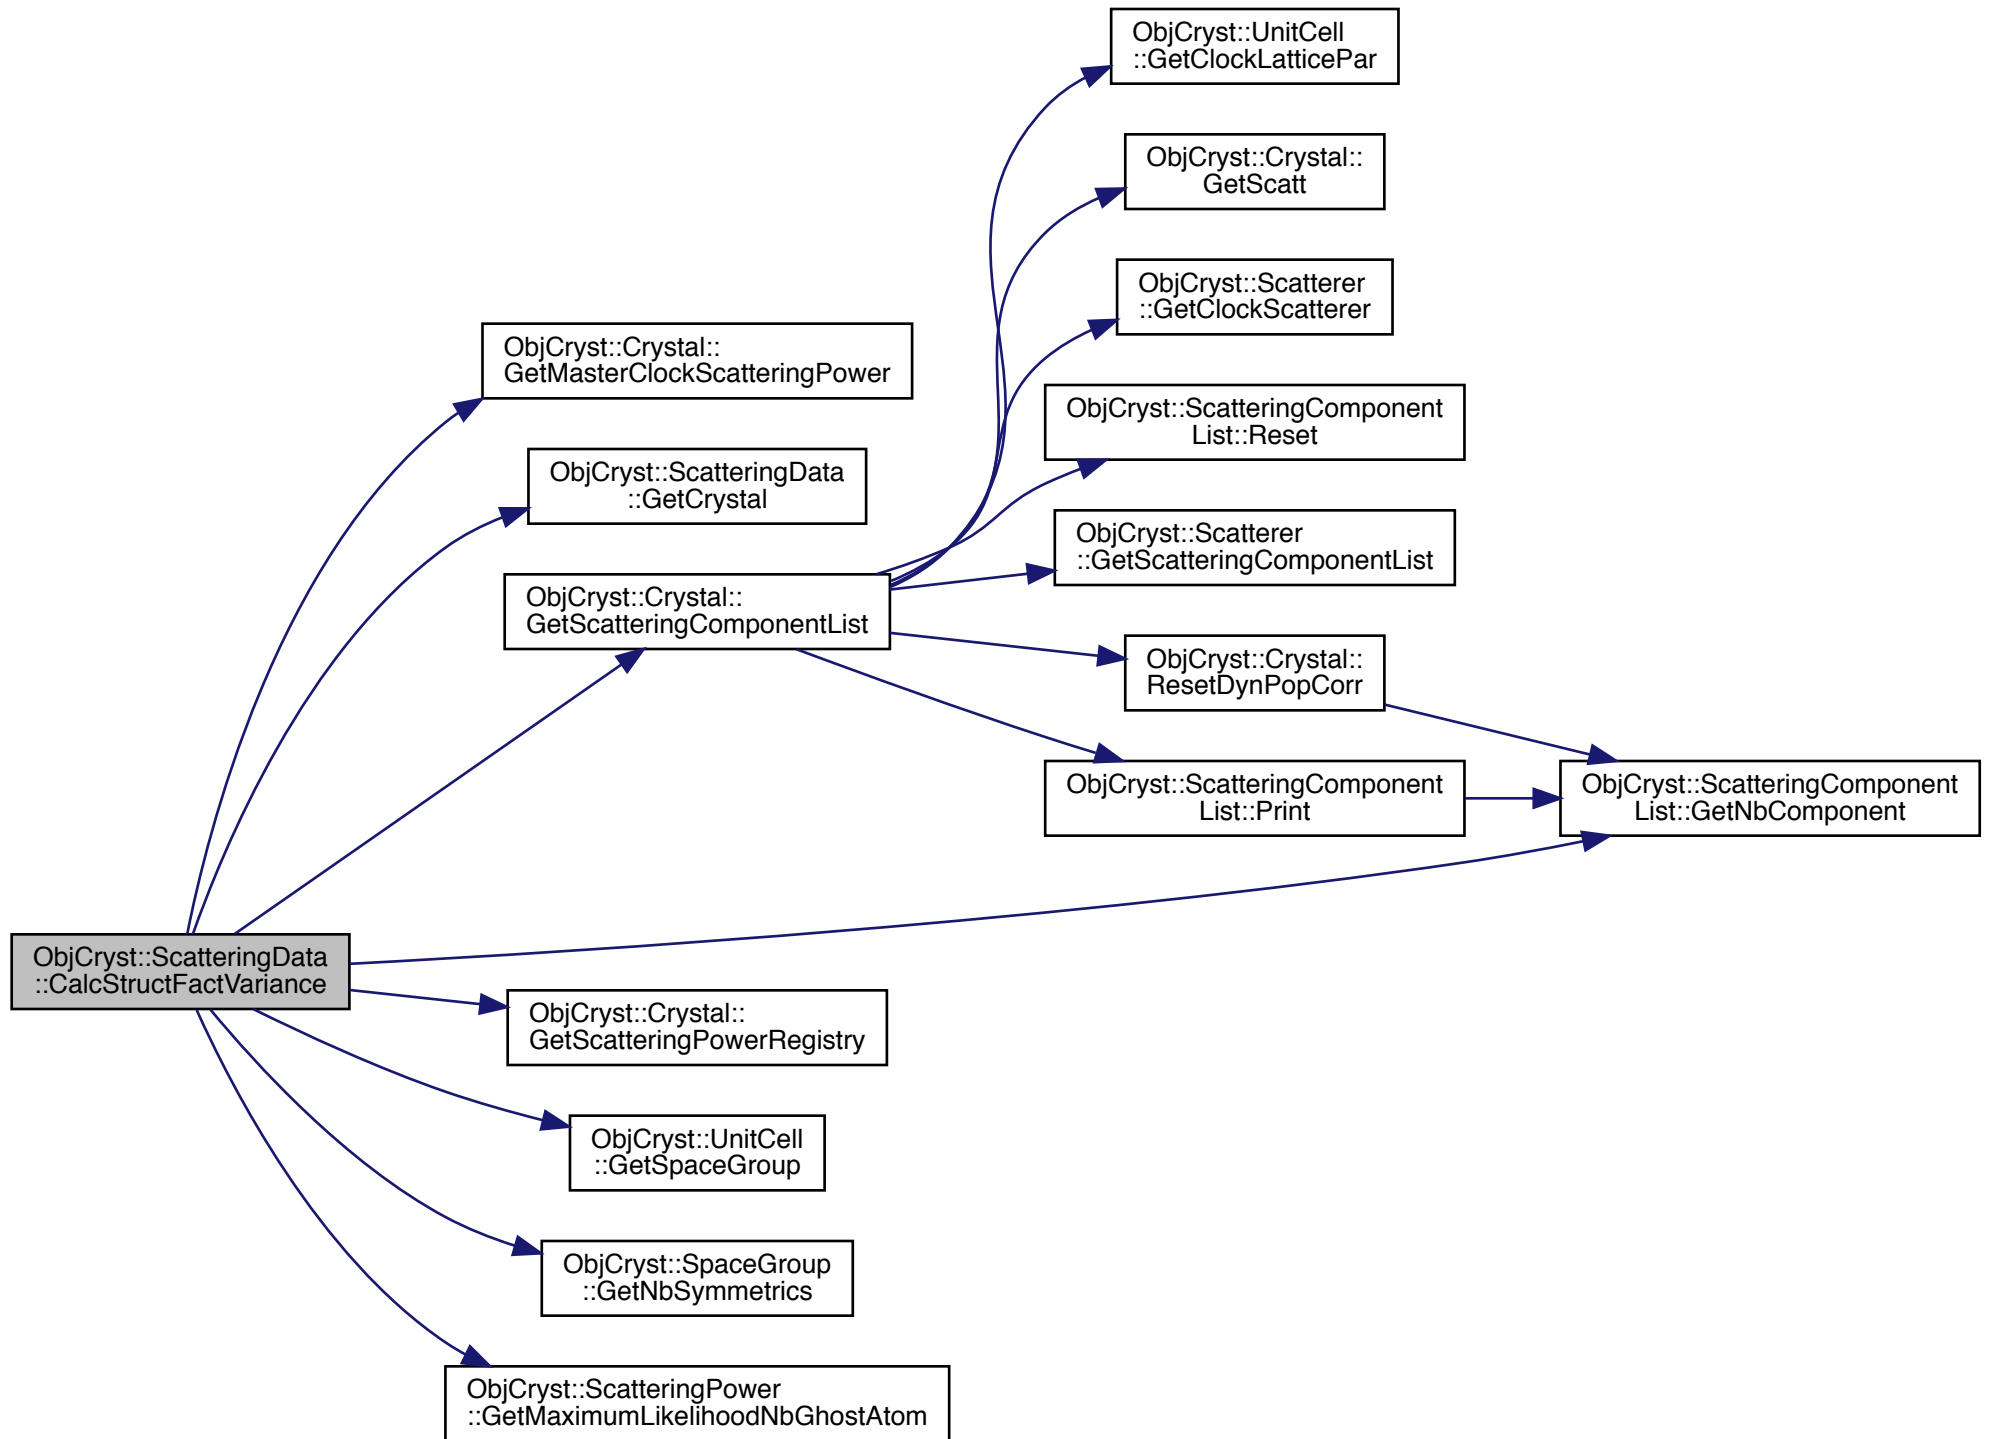 ObjCryst::UnitCell
::GetClockLatticePar
ObjCryst::Crystal::
GetScatt
ObjCryst::Scatterer
::GetClockScatterer
ObjCryst::Crystal::
GetMasterClockScatteringPower
ObjCryst::ScatteringComponent
List::Reset
ObjCryst::ScatteringData
::GetCrystal
ObjCryst::Scatterer
::GetScatteringComponentList
ObjCryst::Crystal::
GetScatteringComponentList
ObjCryst::Crystal::
ResetDynPopCorr
ObjCryst::ScatteringComponent
List::Print
ObjCryst::ScatteringComponent
List::GetNbComponent
ObjCryst::ScatteringData
::CalcStructFactVariance
ObjCryst::Crystal::
GetScatteringPowerRegistry
ObjCryst::UnitCell
::GetSpaceGroup
ObjCryst::SpaceGroup
::GetNbSymmetrics
ObjCryst::ScatteringPower
::GetMaximumLikelihoodNbGhostAtom